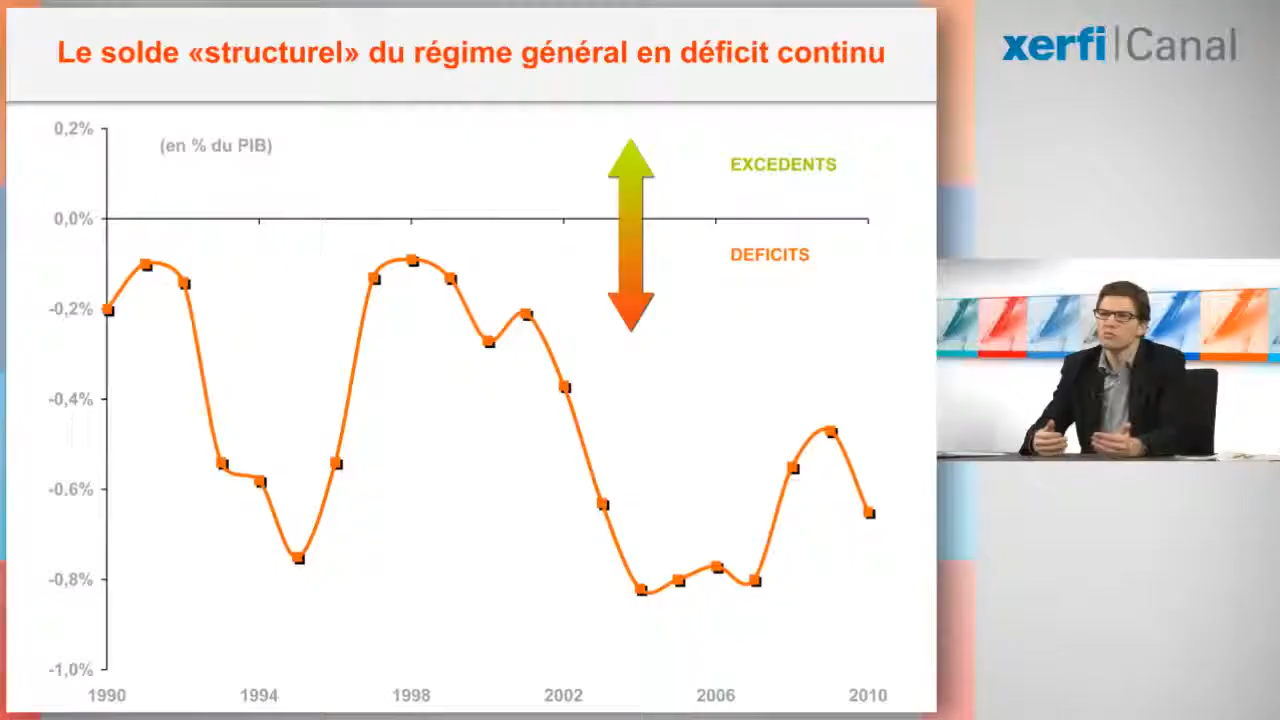 Le solde «structurel» du régime général en déficit continu
xerfi Canal
0,2%
(en % du PIB)
EXCEDENTS
0,0%
DEFICITS
-0,2%
-0,4%
-0,6%
-0,8%
-1,0%
1990 1994 1998 2002 2006 2010